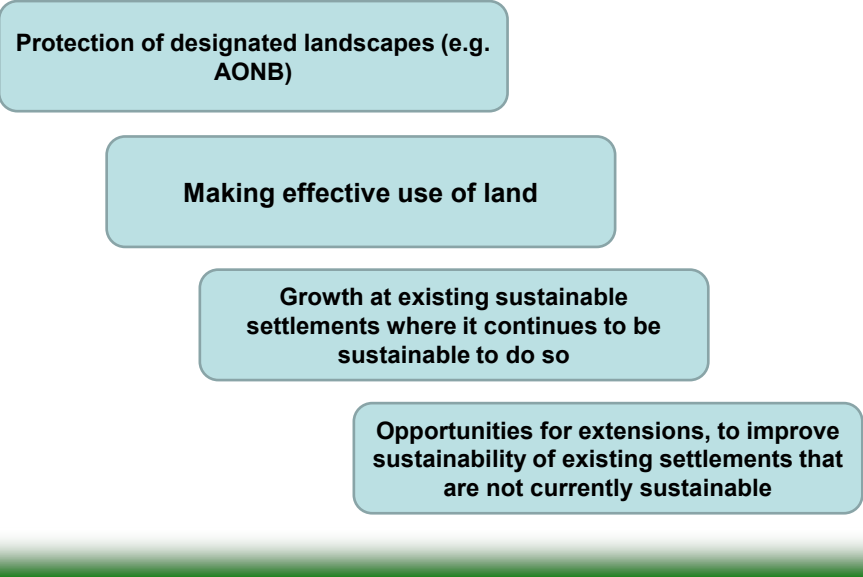 Protection of designated landscapes (e.g.
AONB)
Making effective use of land
Growth at existing sustainable
settlements where it continues to be
sustainable to do so
Opportunities for extensions, to improve
sustainability of existing settlements that
are not currently sustainable